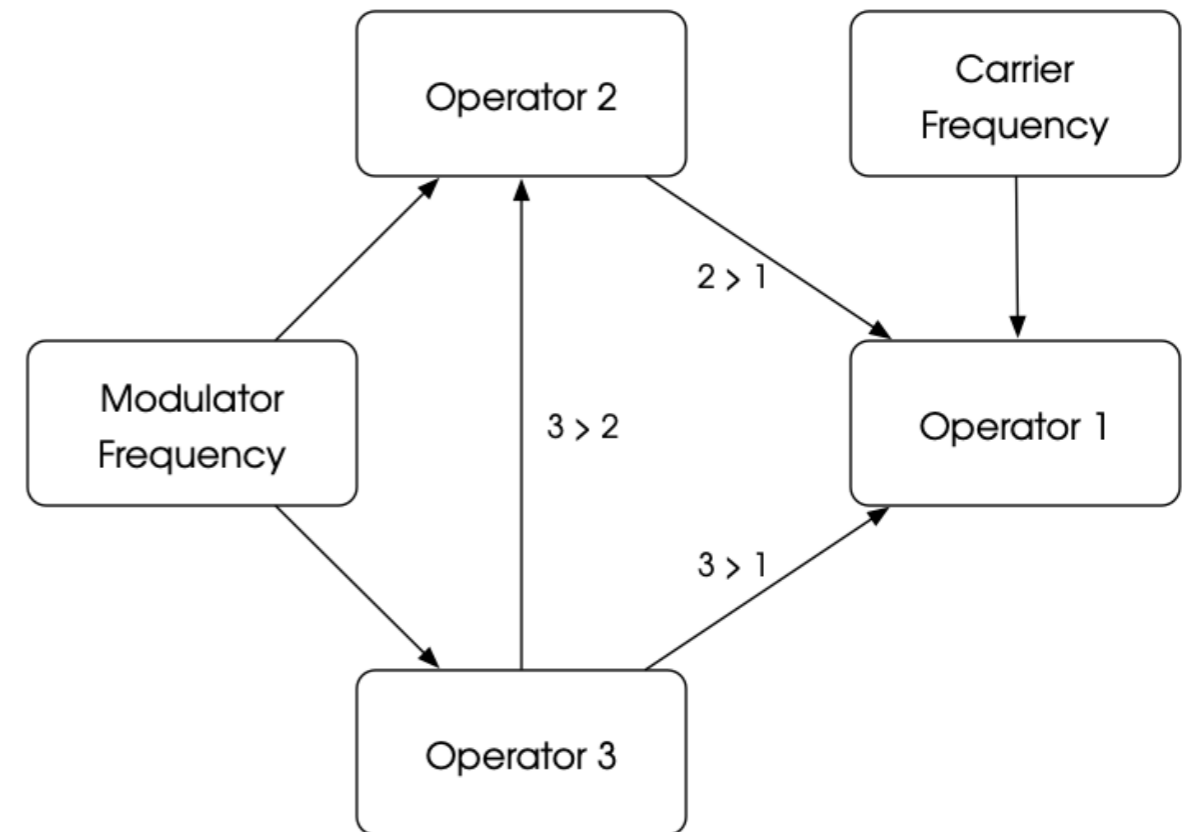 Operator 2
Carrier
Frequency
2 > 1
Modulator
Frequency
3 > 2
Operator 1
3 > 1
Operator 3